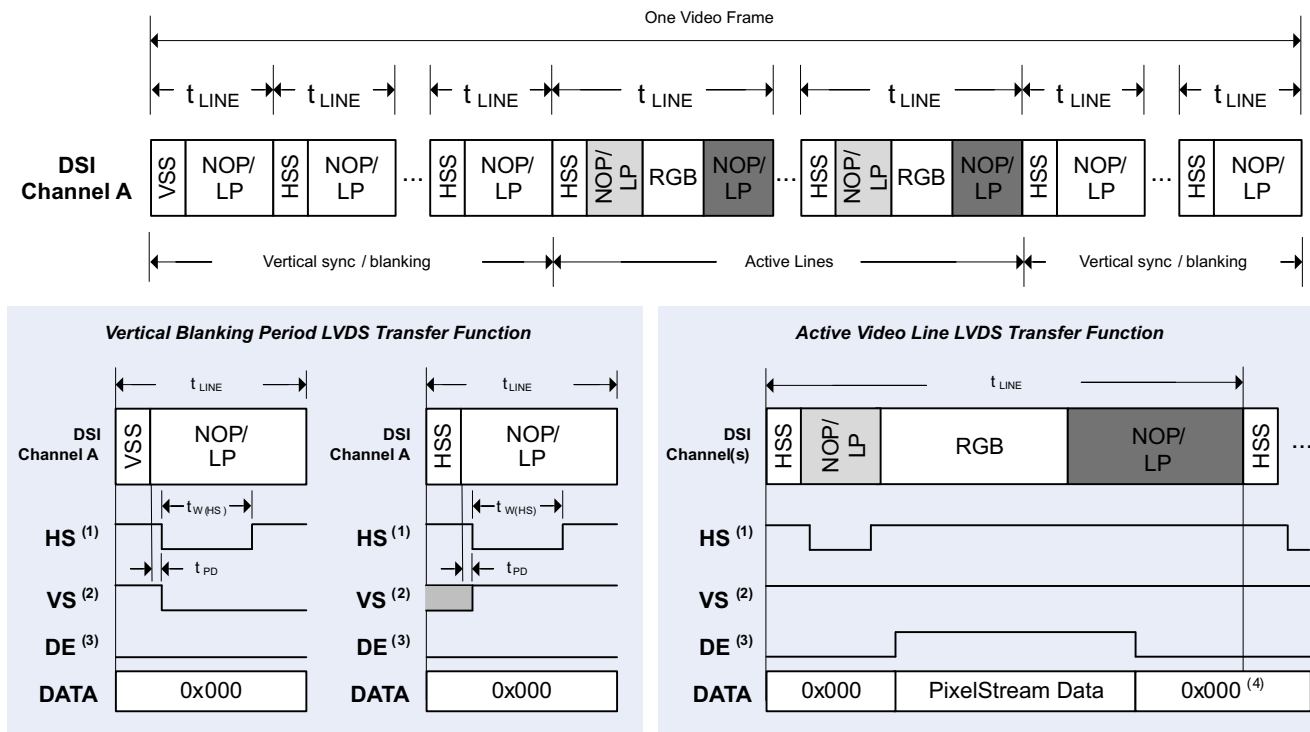 One Video Frame
t LINE t LINE t LINE t LINE t LINE t LINE t LINE
DSI
Channel A
VSS NOP/
LP HSS NOP/
LP ... HSS NOP/
LP HSS NOP/
LP RGB NOP/
LP ... HSS NOP/
LP RGB NOP/
LP HSS NOP/
LP ... HSS NOP/
LP
Vertical sync / blanking Active Lines Vertical sync / blanking
Vertical Blanking Period LVDS Transfer Function
t LINE
DSI
Channel A
VSS NOP/
LP
t W(HS)
HS (1)
t PD
VS (2)
DE (3)
DATA 0x000
t LINE
DSI
Channel A
HSS NOP/
LP
t W(HS)
HS (1)
t PD
VS (2)
DE (3)
DATA 0x000
Active Video Line LVDS Transfer Function
t LINE
DSI
Channel(s)
HSS NOP/
LP RGB NOP/
LP HSS ...
HS (1)
VS (2)
DE (3)
DATA 0x000 PixelStream Data 0x000 (4)